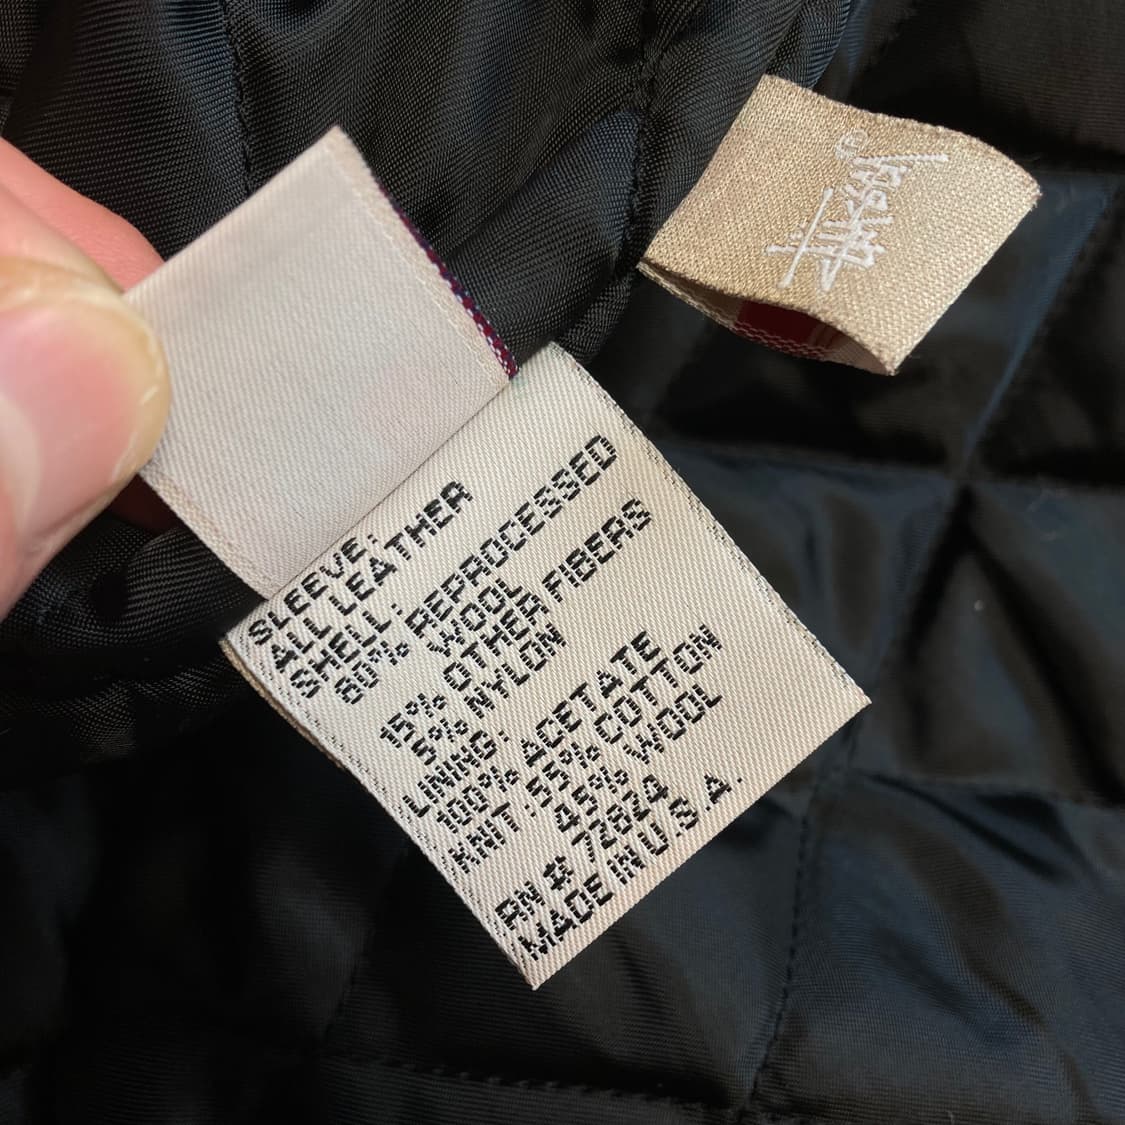 Stüssy ®
SLEEVE:
ALL LEATHER
SHELL:
80% REPROCESSED
WOOL
15% OTHER FIBERS
5% NYLON
LINING:
100% ACETATE
KNIT: 55% COTTON
45% WOOL
RN # 72824
MADE IN U.S.A.